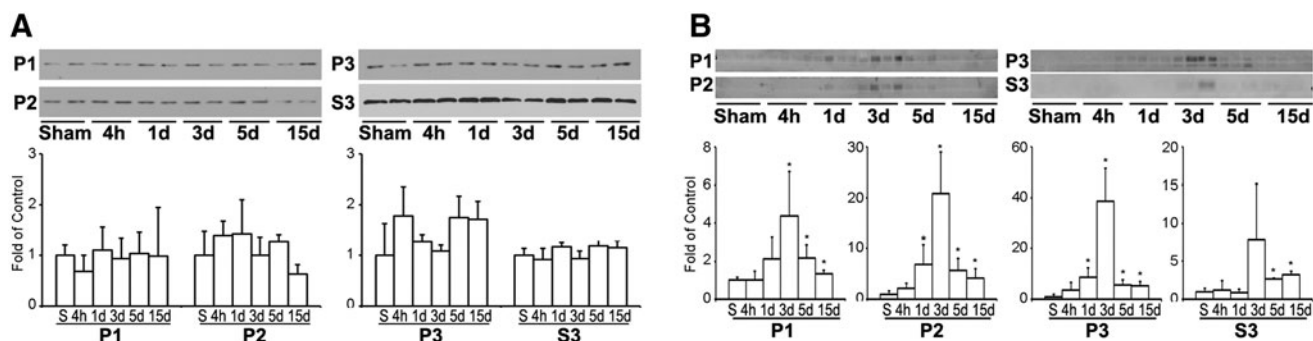 A
B
P1
P2
Sham 4h 1d 3d 5d 15d
P3
S3
Sham 4h 1d 3d 5d 15d
P1
P2
Sham 4h 1d 3d 5d 15d
P3
S3
Sham 4h 1d 3d 5d 15d
Fold of Control
3
2
1
0
S 4h 1d 3d 5d 15d
P1
S 4h 1d 3d 5d 15d
P2
3
2
1
0
S 4h 1d 3d 5d 15d
P3
S 4h 1d 3d 5d 15d
S3
Fold of Control
8
6
4
2
0
*
*
*
S 4h 1d 3d 5d 15d
P1
30
20
10
0
*
*
*
*
S 4h 1d 3d 5d 15d
P2
60
40
20
0
*
*
*
*
S 4h 1d 3d 5d 15d
P3
20
15
10
5
0
*
*
S 4h 1d 3d 5d 15d
S3